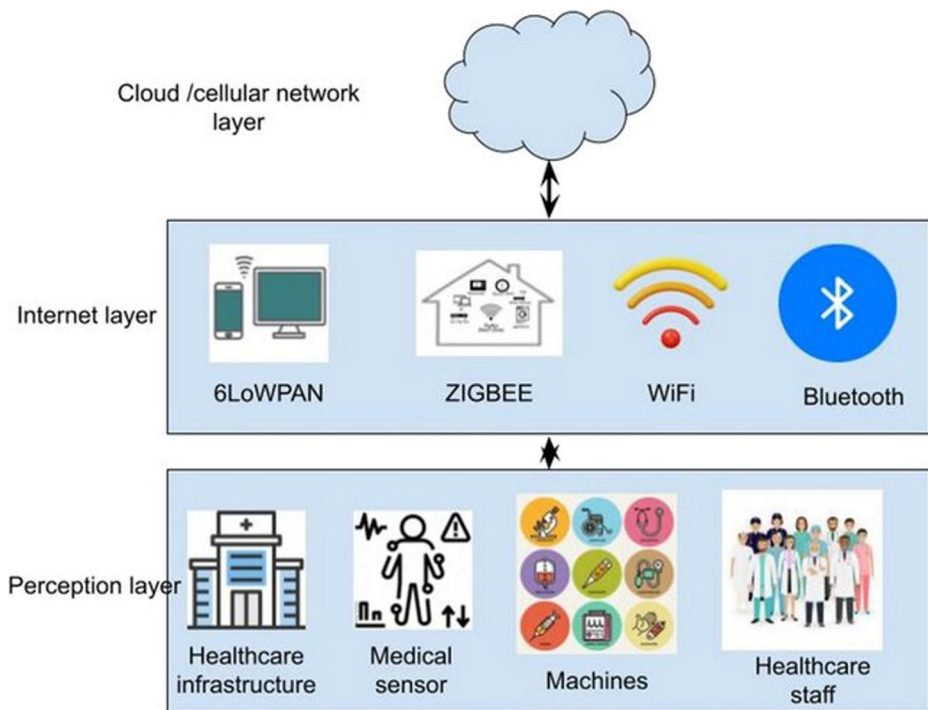 Cloud /cellular network
layer
Internet layer
6LoWPAN
ZIGBEE
WiFi
Bluetooth
Perception layer
Healthcare
infrastructure
Medical
sensor
Machines
Healthcare
staff